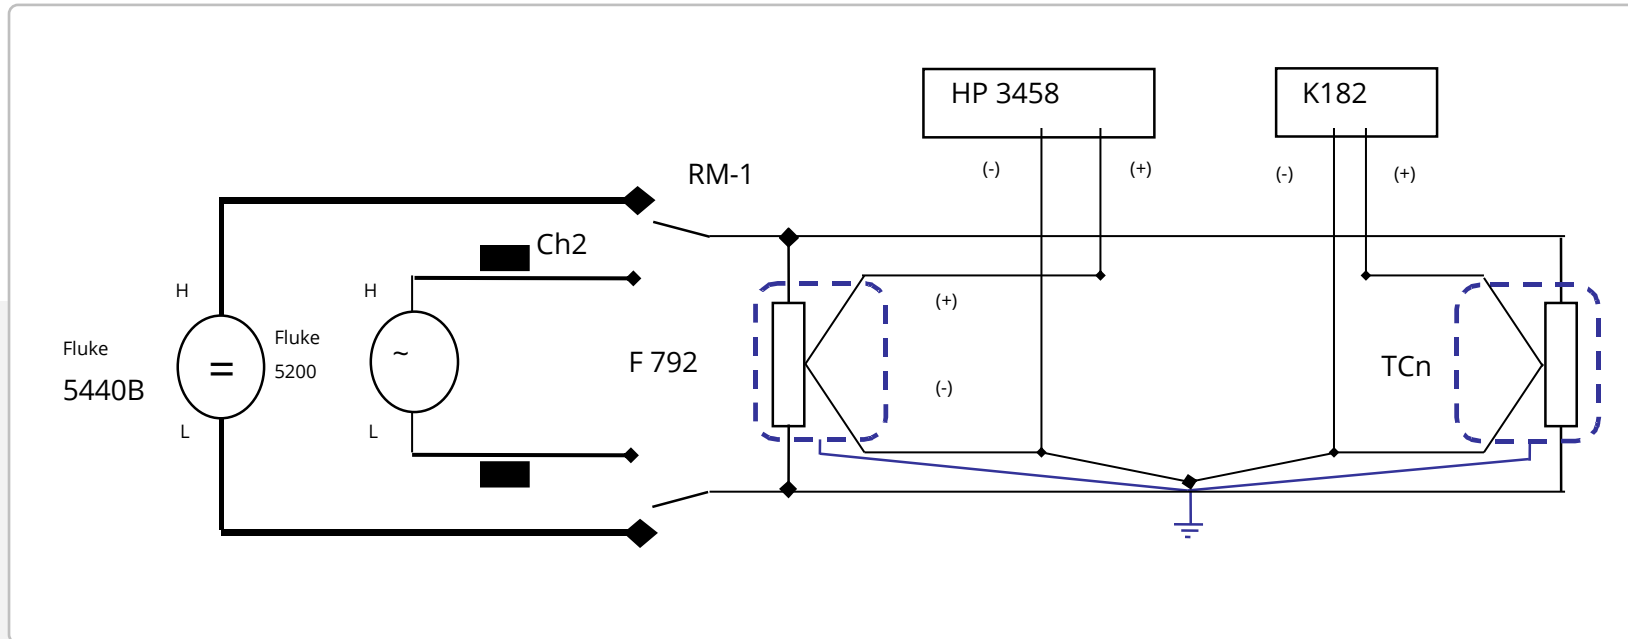 HP 3458
K182
(-)
(+)
(-)
(+)
RM-1
Ch2
H
H
Fluke
5440B
=
Fluke
5200
~
F 792
(+)
(-)
TCn
L
L